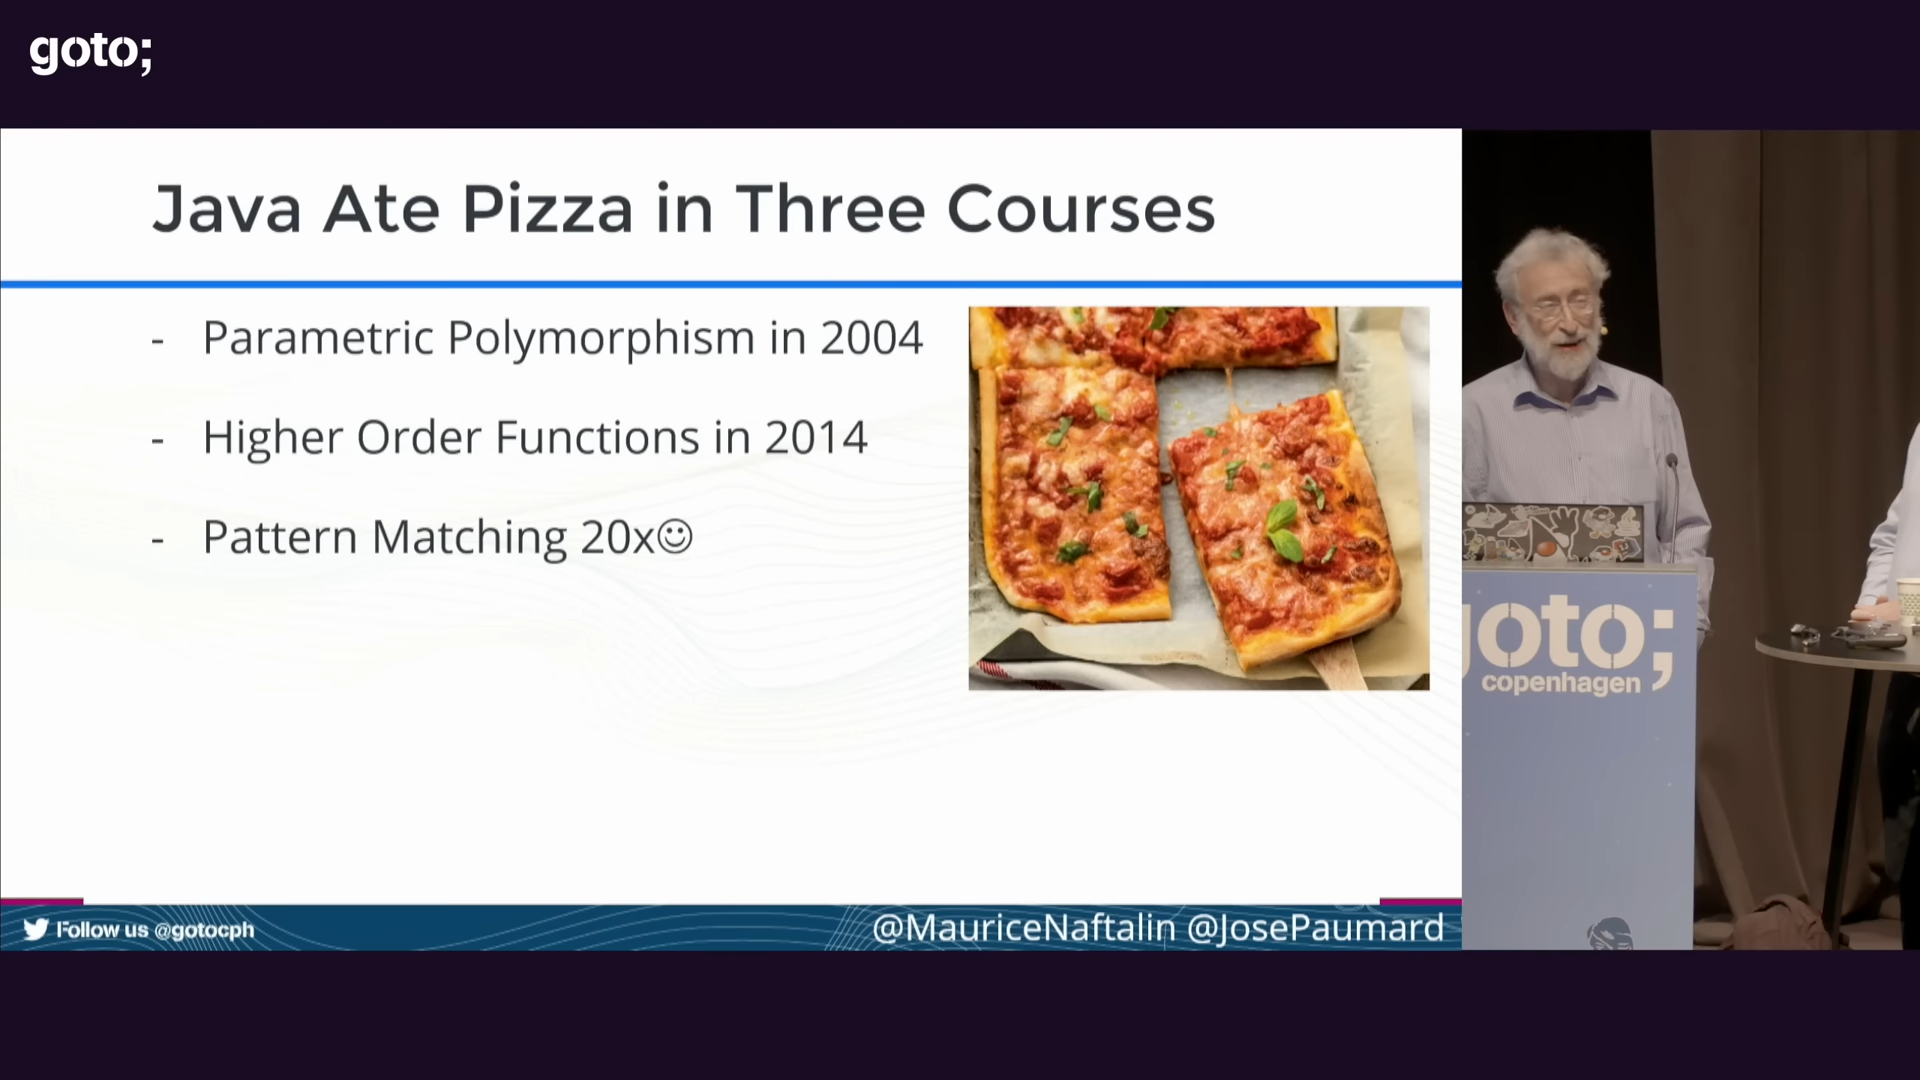 goto;
Java Ate Pizza in Three Courses
- Parametric Polymorphism in 2004
- Higher Order Functions in 2014
- Pattern Matching 20x☺
Follow us @gotocph
@MauriceNaftalin @JosePaumard
goto;
copenhagen